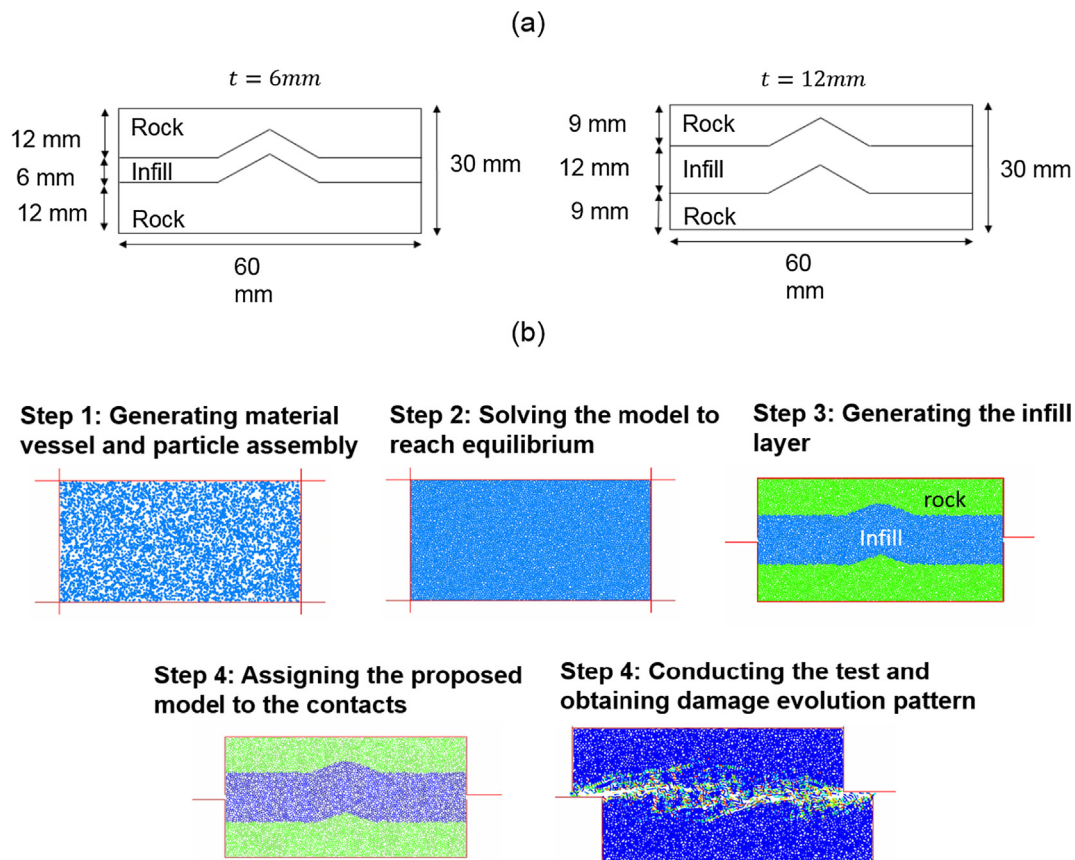 (a)
t = 6mm
12 mm
6 mm
12 mm
Rock
Infill
Rock
30 mm
60
mm
t = 12mm
9 mm
12 mm
9 mm
Rock
Infill
Rock
30 mm
60
mm
(b)
Step 1: Generating material
vessel and particle assembly
Step 2: Solving the model to
reach equilibrium
Step 3: Generating the infill
layer
rock
Infill
Step 4: Assigning the proposed
model to the contacts
Step 4: Conducting the test and
obtaining damage evolution pattern